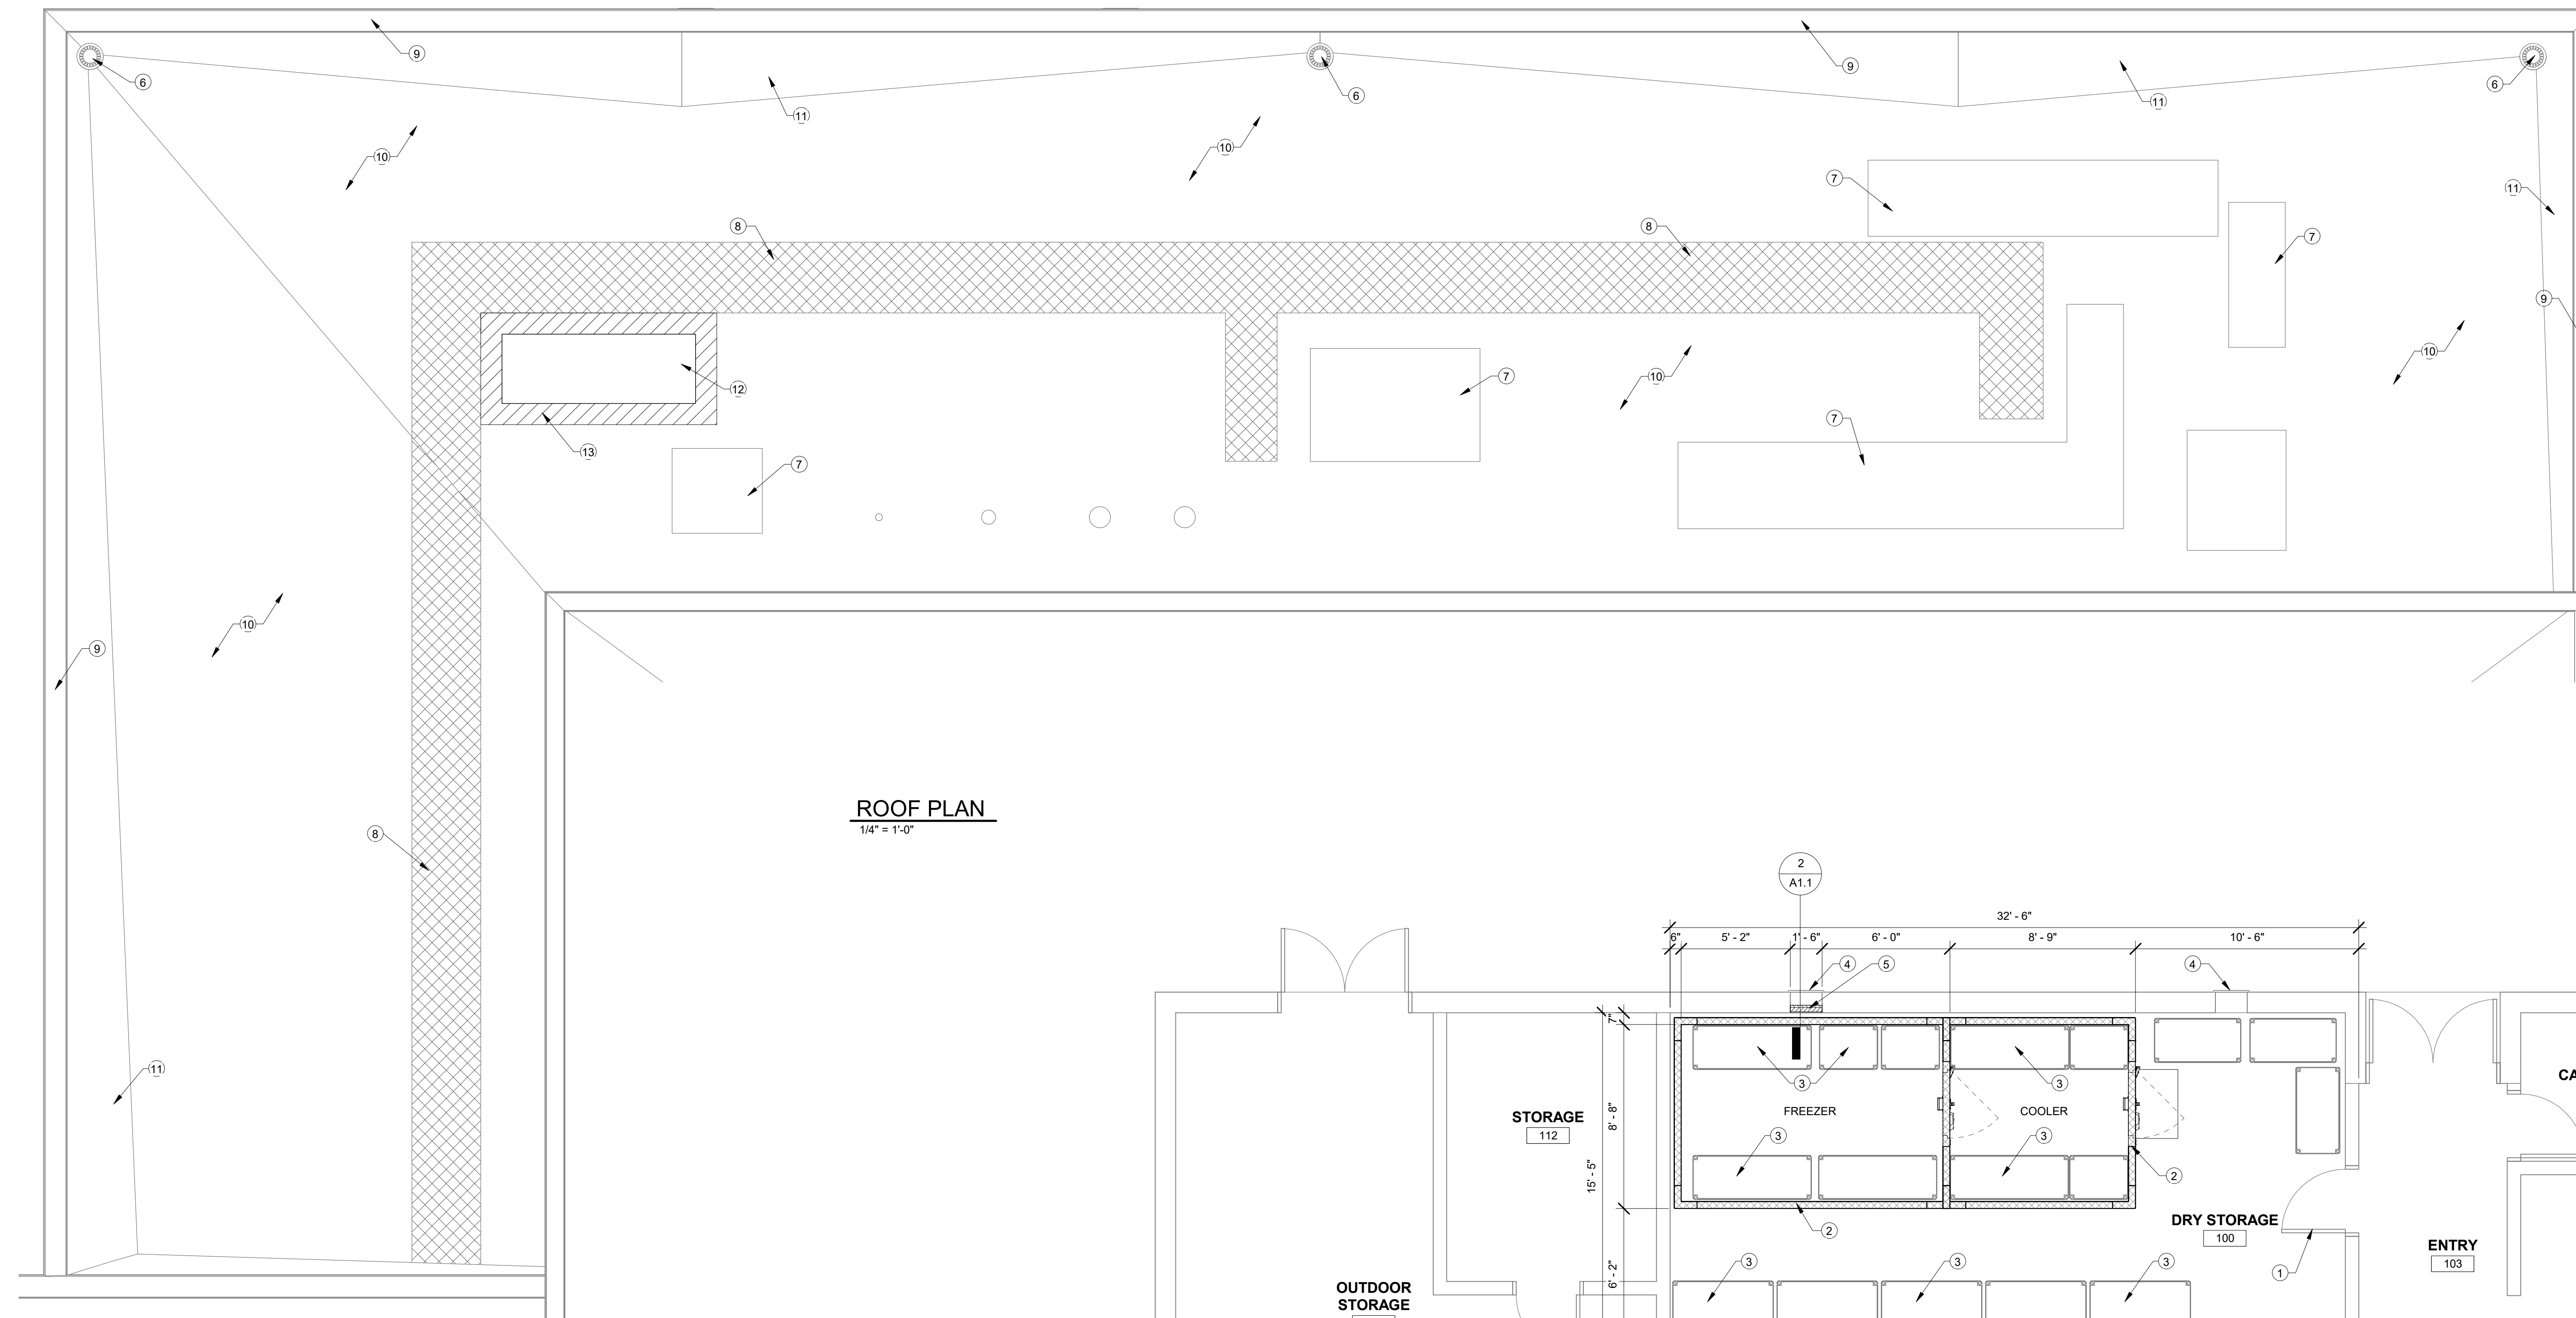 9
9
6
6
6
11
11
10
10
7
11
8
8
7
9
10
10
7
12
7
13
7
10
9
ROOF PLAN
1/4" = 1'-0"
8
2
A1.1
32' - 6"
6"
5' - 2"
1' - 6"
6' - 0"
8' - 9"
10' - 6"
4
5
4
7"
11
3
3
CA
STORAGE
112
8' - 8"
FREEZER
COOLER
3
3
15' - 5"
2
2
DRY STORAGE
100
ENTRY
103
6' - 2"
3
3
3
1
OUTDOOR
STORAGE